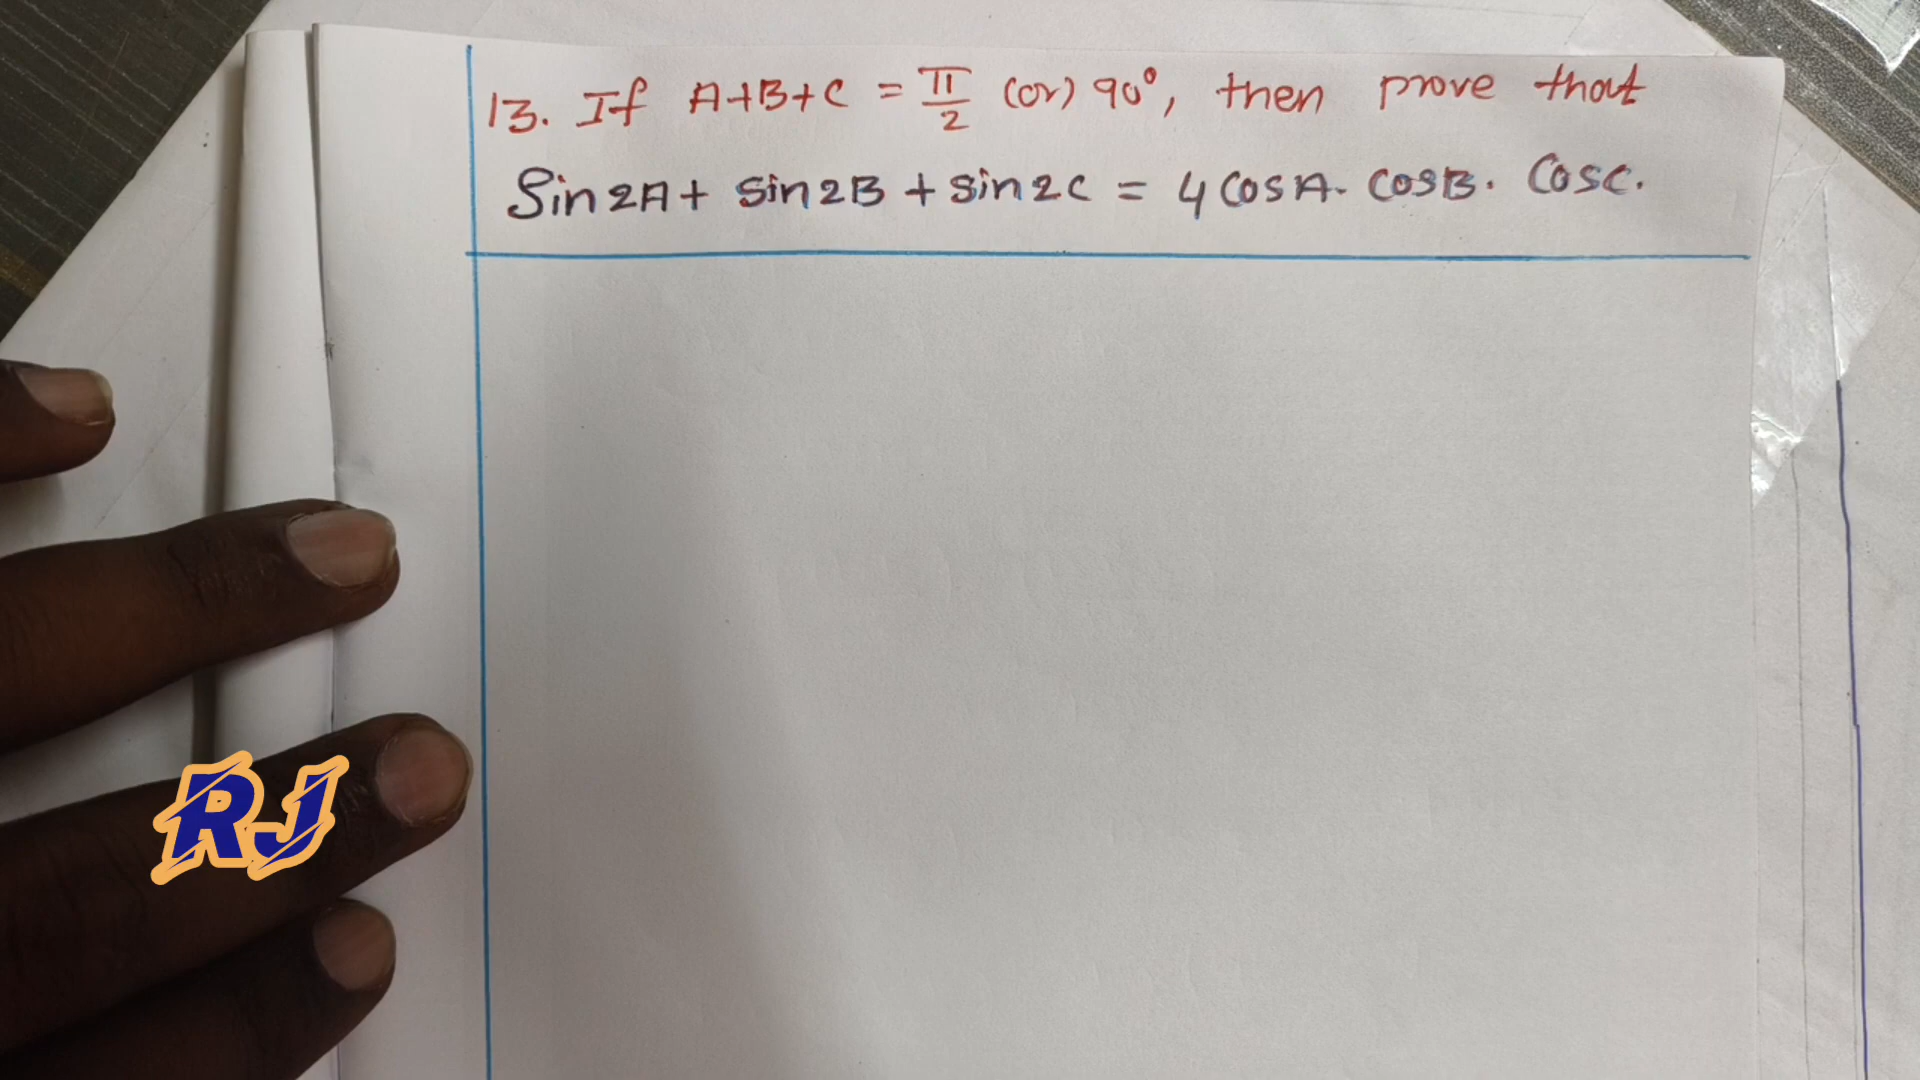 13. If A+B+C = π/2 (or) 90°, then prove that
Sin2A + sin2B + sin2C = 4 cosA. cosB. cosc.
RJ